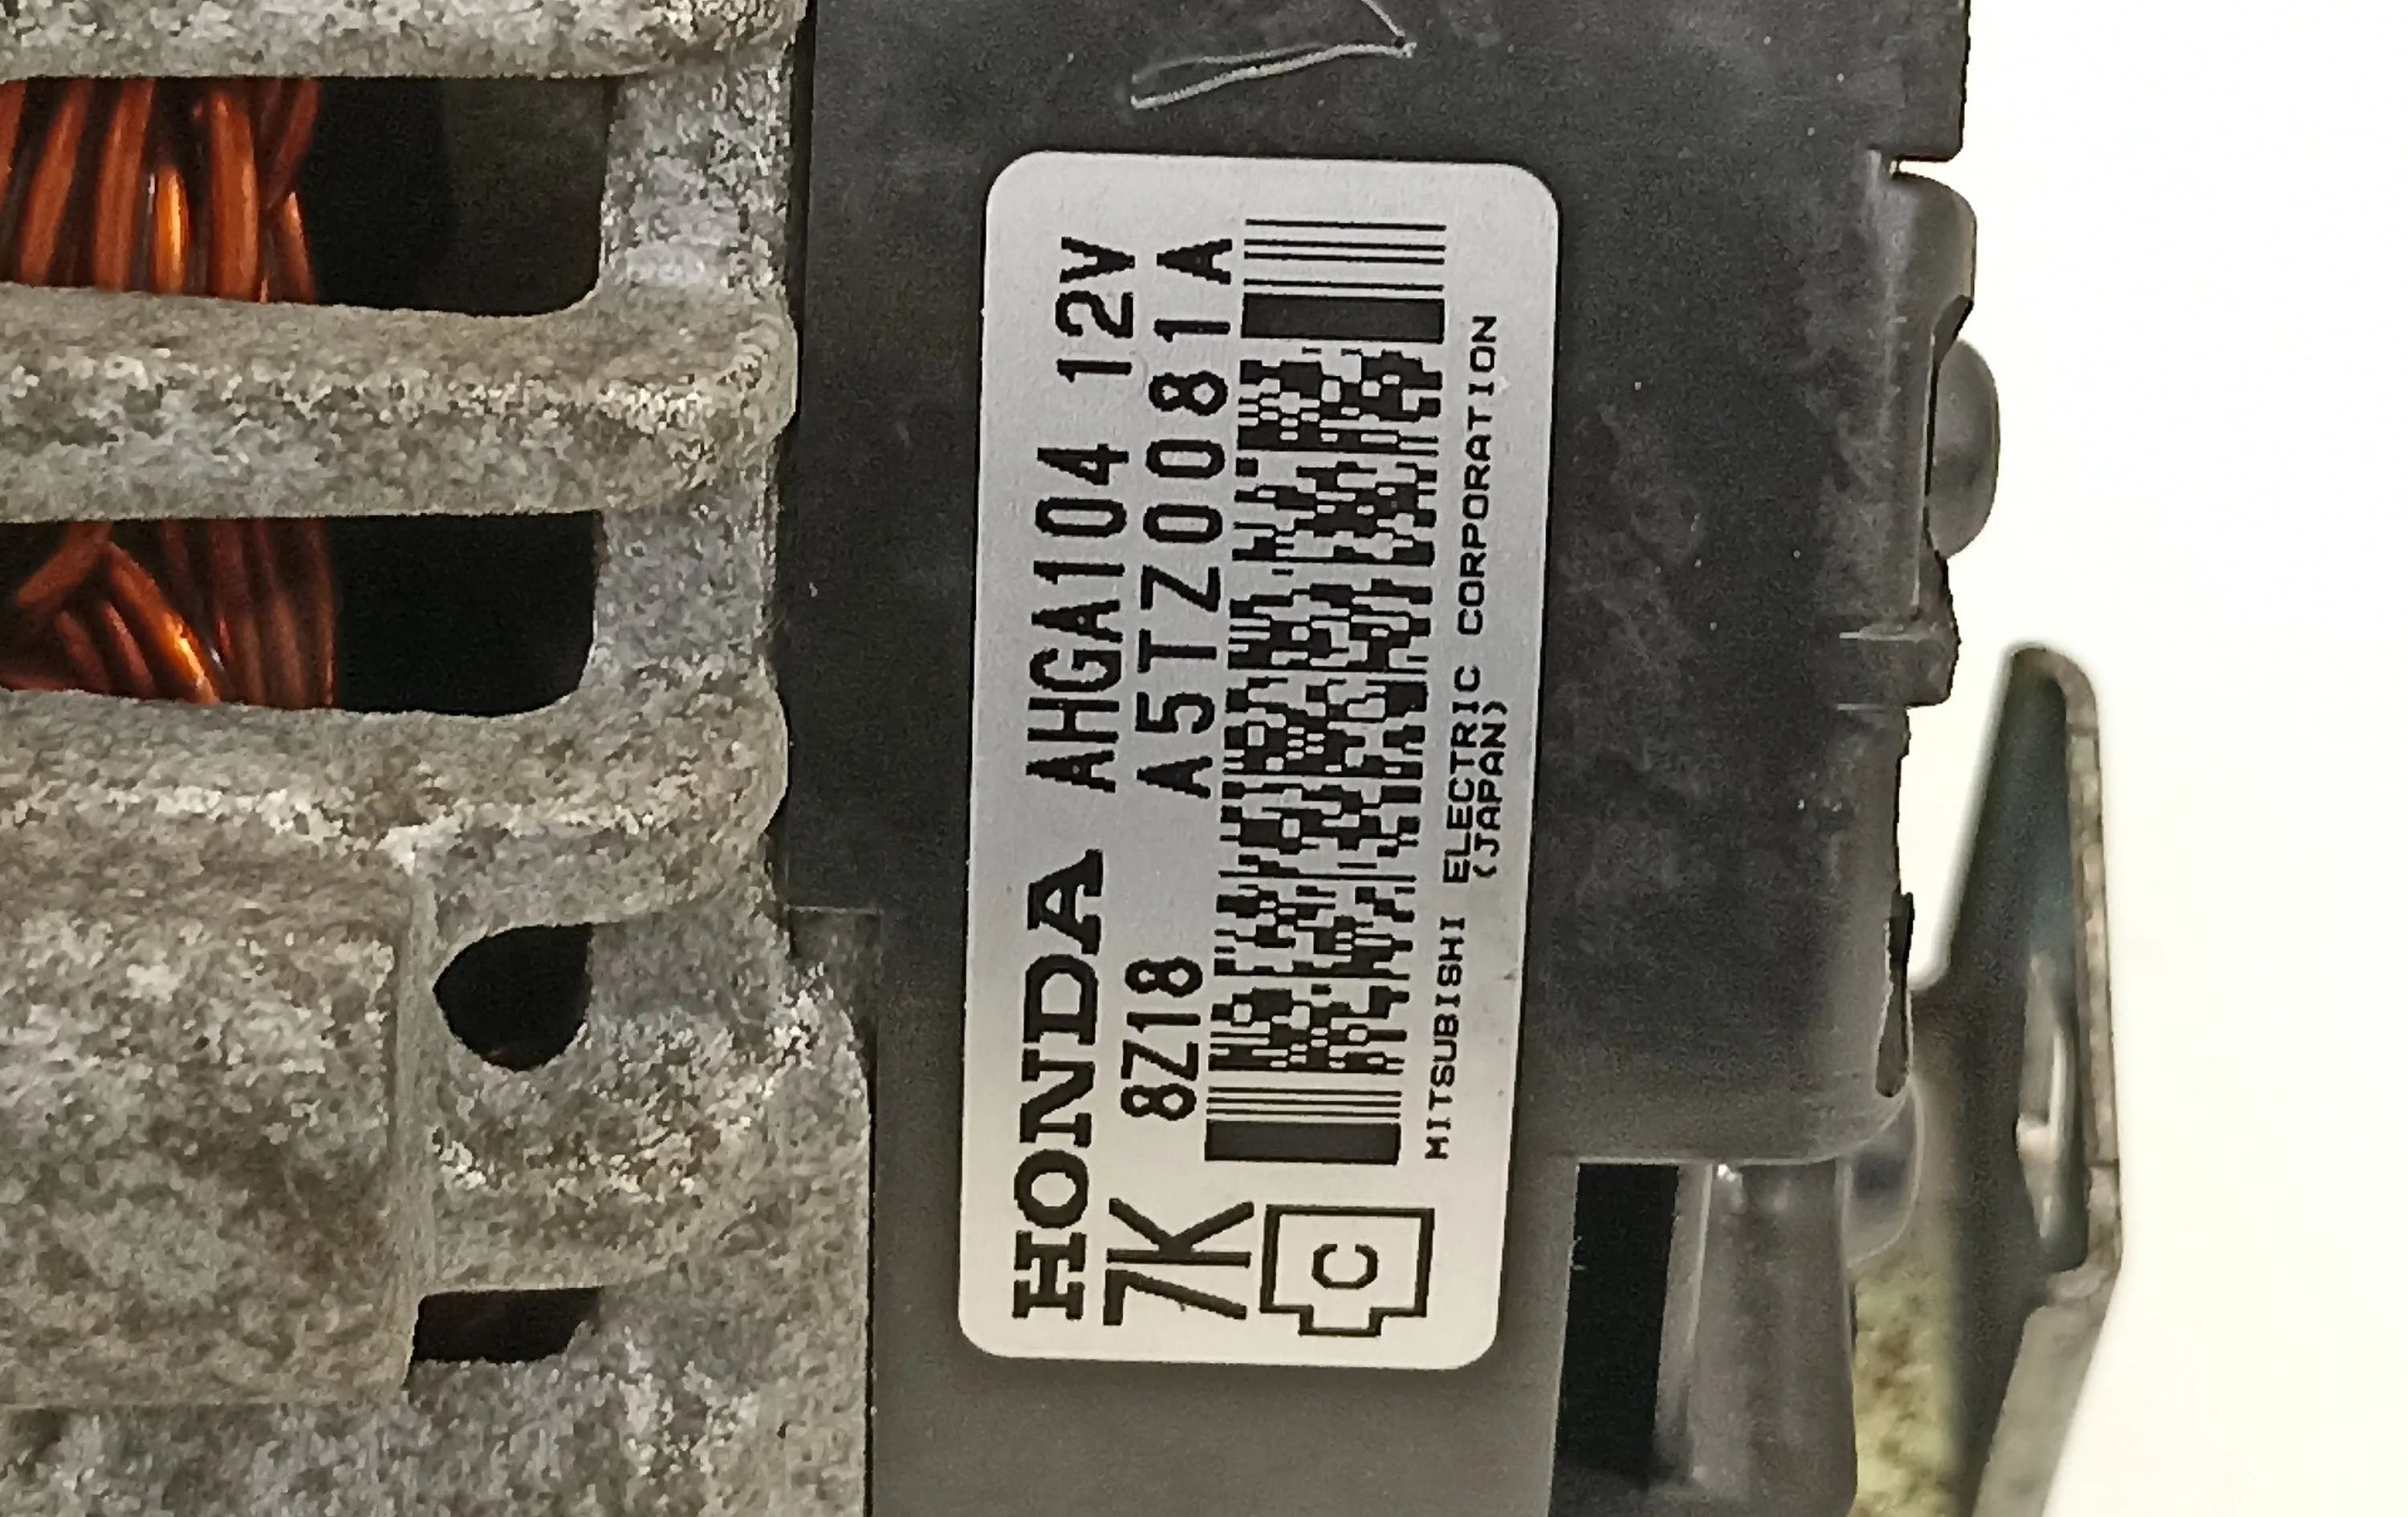 HONDA AHGA104 12V
7K 8Z18 A5TZ0081A
C
MITSUBISHI ELECTRIC CORPORATION
(JAPAN)